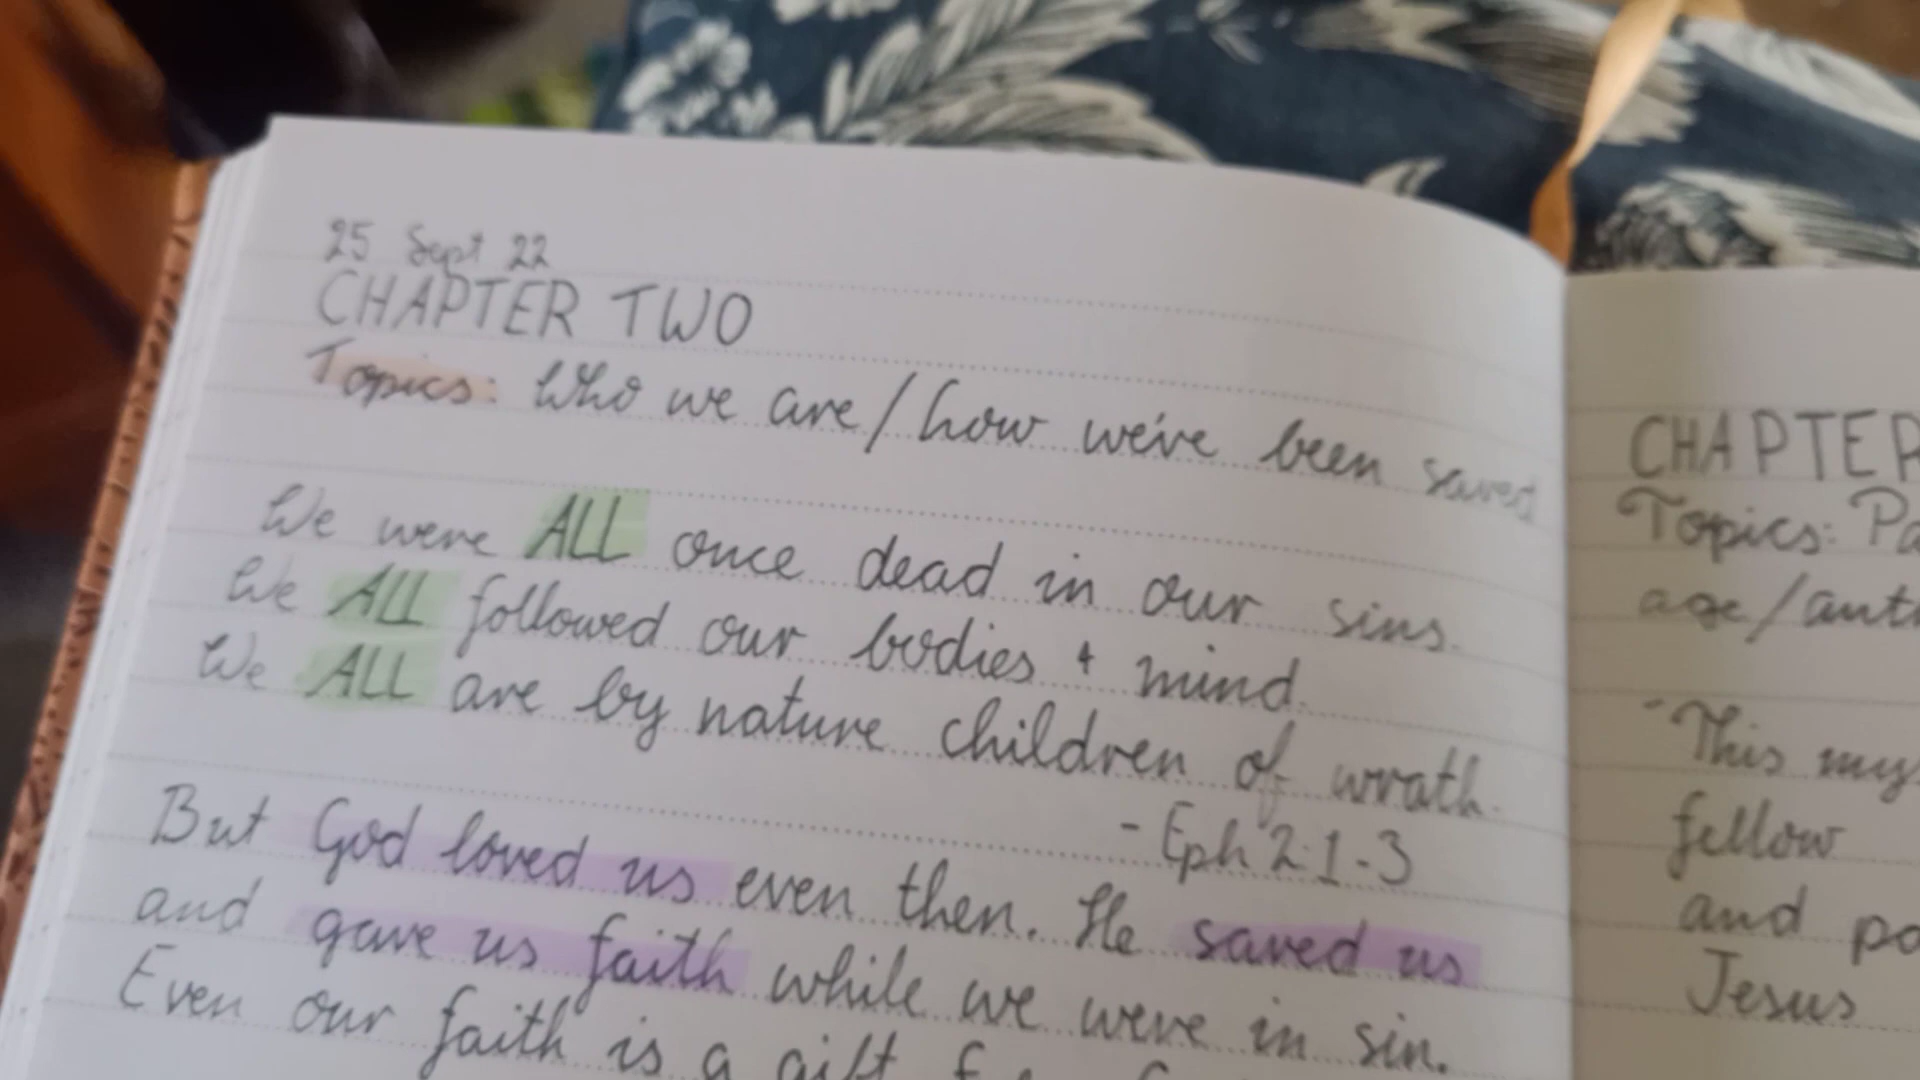 25 Sept 22
CHAPTER TWO
Topics: Who we are / how we've been saved
We were ALL once dead in our sins.
We ALL followed our bodies + mind.
We ALL are by nature children of wrath.
- Eph 2:1-3
But God loved us even then. He saved us
and gave us faith while we were in sin.
Even our faith is a gift
CHAPTER
Topics:
age/
"This
fellow
and
Jesus